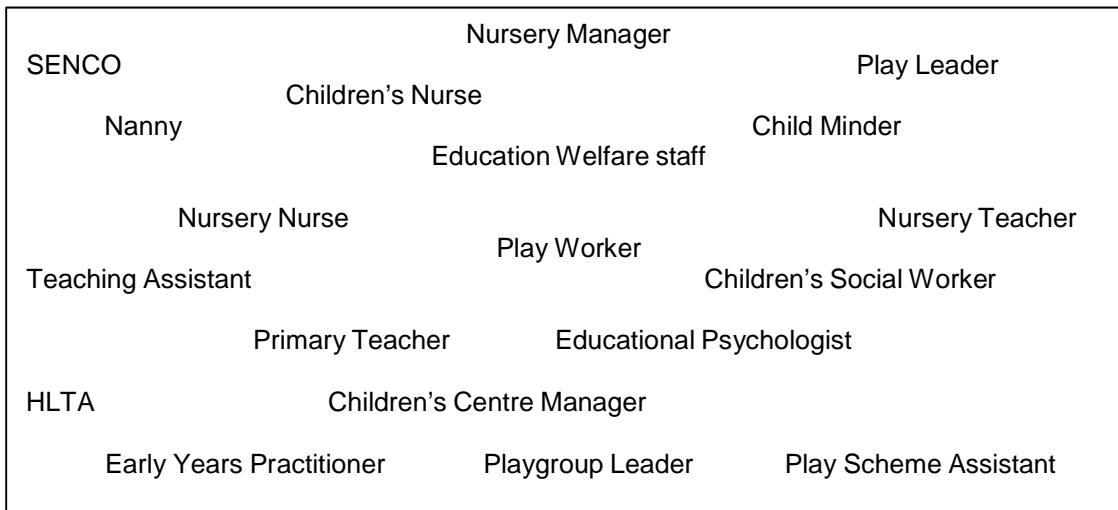 Nursery Manager
SENCO Play Leader
Children’s Nurse
Nanny Child Minder
Education Welfare staff
Nursery Nurse Nursery Teacher
Play Worker
Teaching Assistant Children’s Social Worker
Primary Teacher Educational Psychologist
HLTA Children’s Centre Manager
Early Years Practitioner Playgroup Leader Play Scheme Assistant